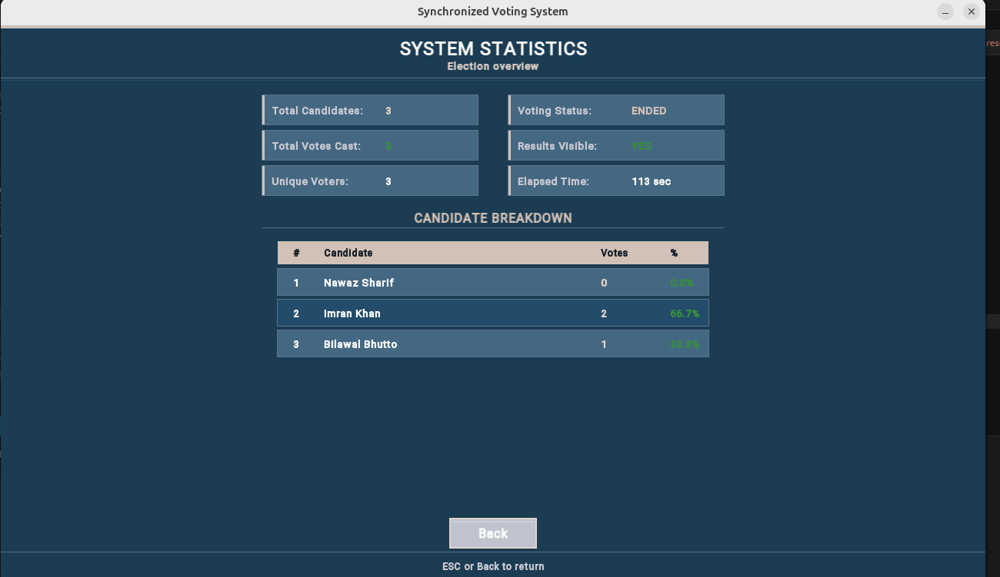 Synchronized Voting System
SYSTEM STATISTICS
Election overview
Total Candidates: 3
Voting Status: ENDED
Total Votes Cast: 3
Results Visible: YES
Unique Voters: 3
Elapsed Time: 113 sec
CANDIDATE BREAKDOWN
# Candidate Votes %
1 Nawaz Sharif 0 0.0%
2 Imran Khan 2 66.7%
3 Bilawal Bhutto 1 33.3%
Back
ESC or Back to return